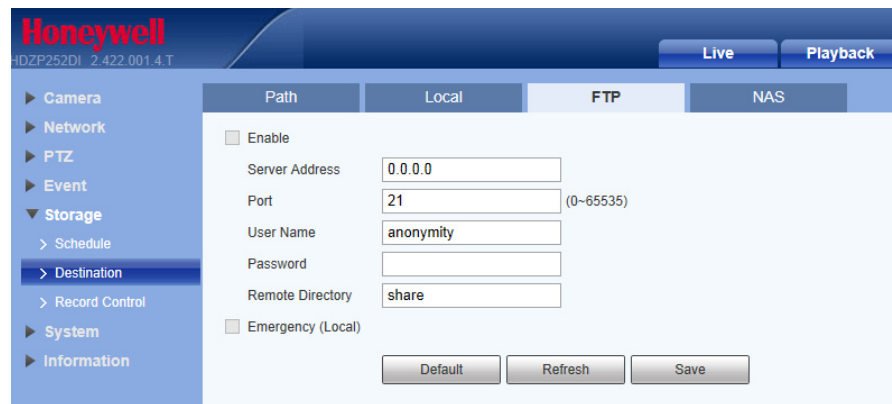 Honeywell
HDZP252DI 2.422.001.4.T
Live
Playback
Camera
Network
PTZ
Event
Storage
Schedule
Destination
Record Control
System
Information
Path
Local
FTP
NAS
Enable
Server Address 0.0.0.0
Port 21 (0~65535)
User Name anonymity
Password
Remote Directory share
Emergency (Local)
Default Refresh Save